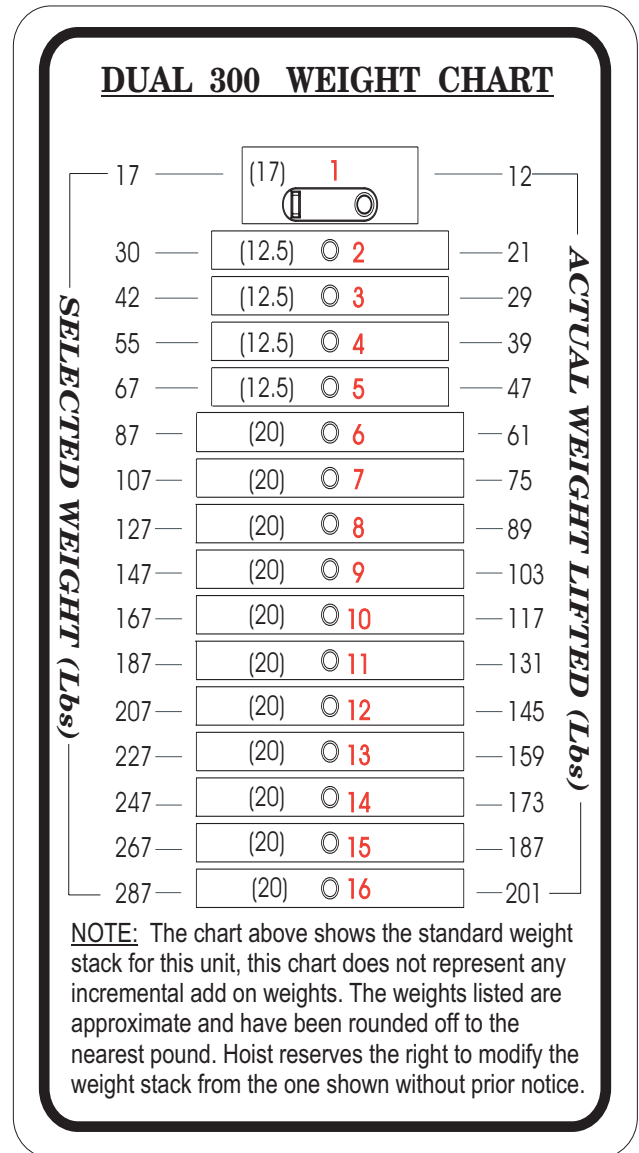 DUAL 300 WEIGHT CHART
17 (17) 1 12
30 (12.5) 2 21
42 (12.5) 3 29
55 (12.5) 4 39
67 (12.5) 5 47
87 (20) 6 61
107 (20) 7 75
127 (20) 8 89
147 (20) 9 103
167 (20) 10 117
187 (20) 11 131
207 (20) 12 145
227 (20) 13 159
247 (20) 14 173
267 (20) 15 187
287 (20) 16 201
SELECTED WEIGHT (Lbs)
ACTUAL WEIGHT LIFTED (Lbs)
NOTE: The chart above shows the standard weight
stack for this unit, this chart does not represent any
incremental add on weights. The weights listed are
approximate and have been rounded off to the
nearest pound. Hoist reserves the right to modify the
weight stack from the one shown without prior notice.